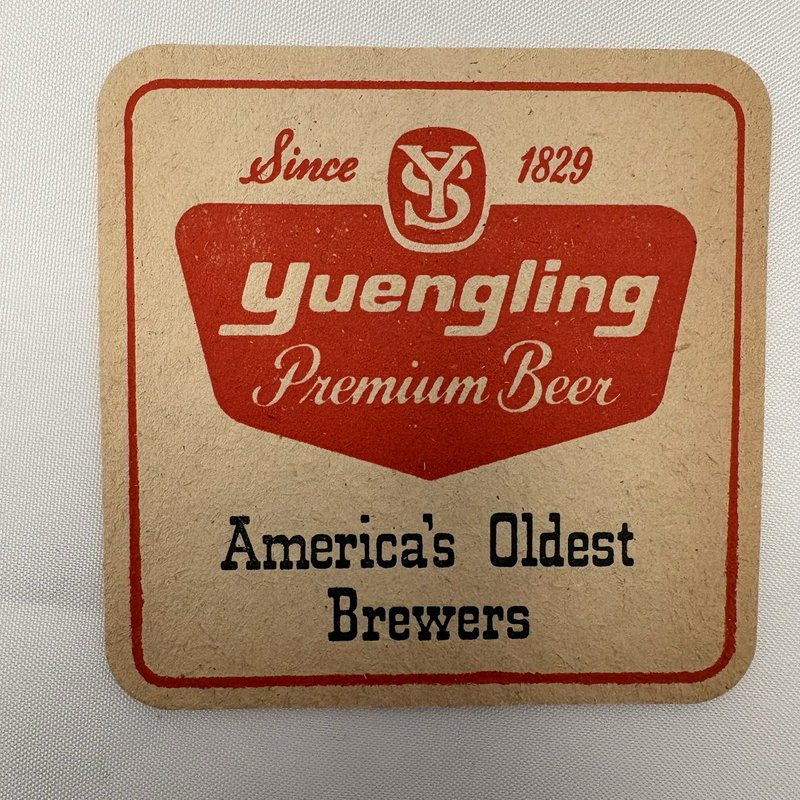 Since 1829
YS
Yuengling
Premium Beer
America's Oldest
Brewers